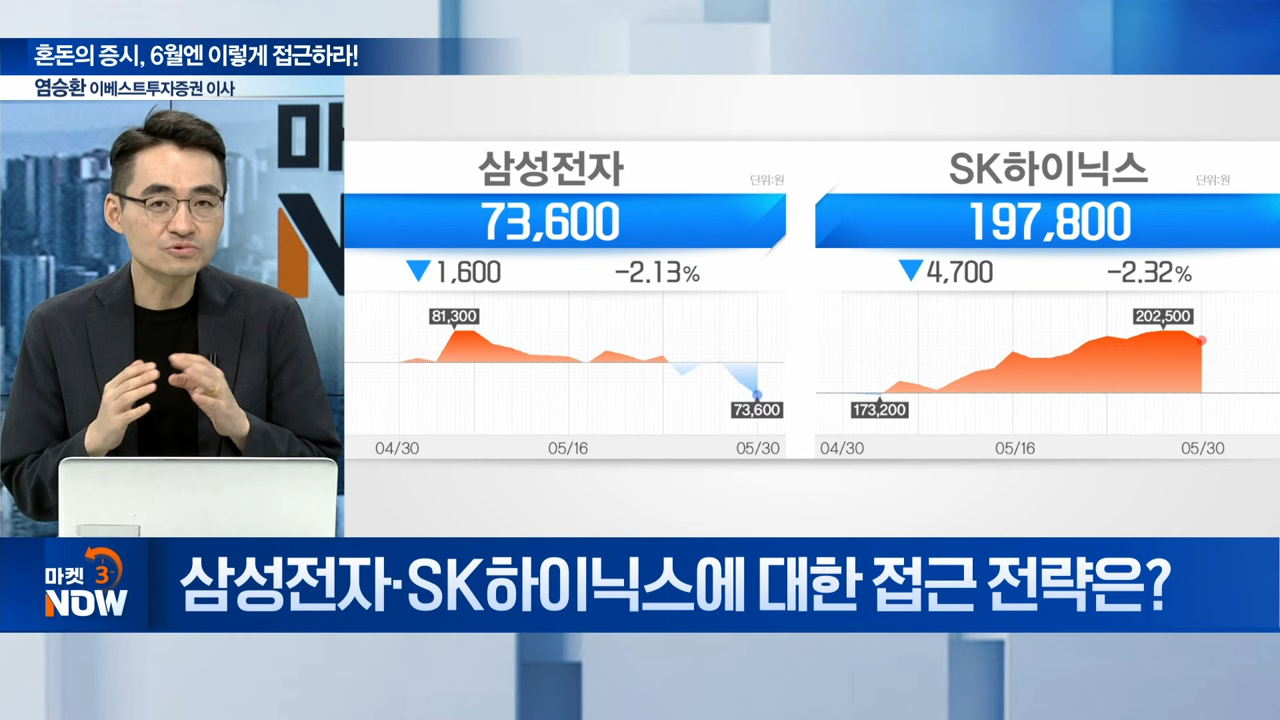 혼돈의 증시, 6월엔 이렇게 접근하라!
염승환 이베스트투자증권 이사
마
N
삼성전자
단위:원
73,600
▼1,600 -2.13%
81,300
73,600
04/30 05/16 05/30
SK하이닉스
단위:원
197,800
▼4,700 -2.32%
202,500
173,200
04/30 05/16 05/30
마켓 3
NOW
삼성전자·SK하이닉스에 대한 접근 전략은?